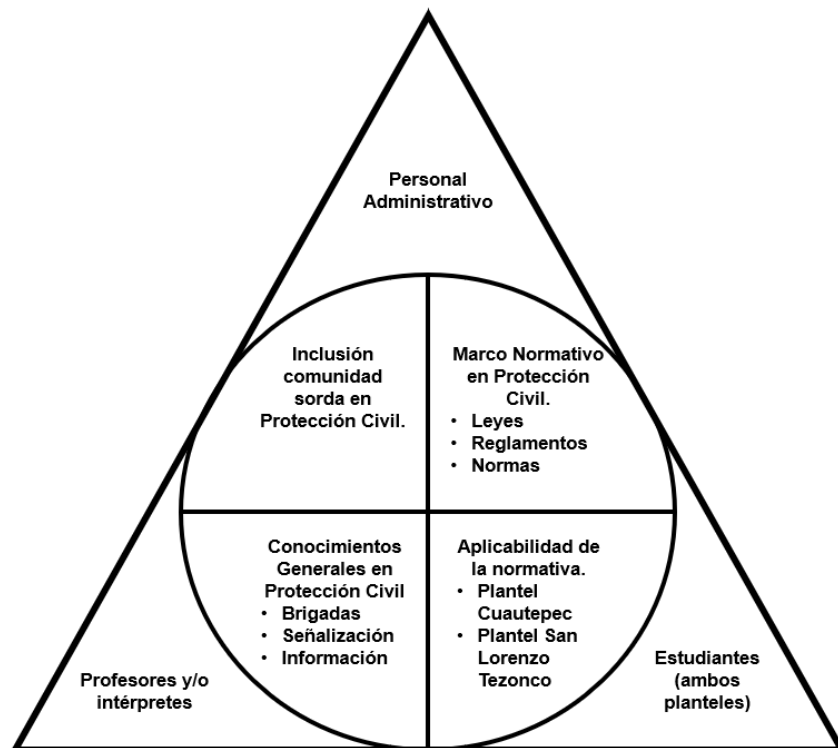 Personal
Administrativo
Inclusión
comunidad
sorda en
Protección Civil.
Marco Normativo
en Protección
Civil.
• Leyes
• Reglamentos
• Normas
Conocimientos
Generales en
Protección Civil
• Brigadas
• Señalización
• Información
Aplicabilidad de
la normativa.
• Plantel
Cuautepec
• Plantel San
Lorenzo
Tezonco
Profesores y/o
intérpretes
Estudiantes
(ambos
planteles)